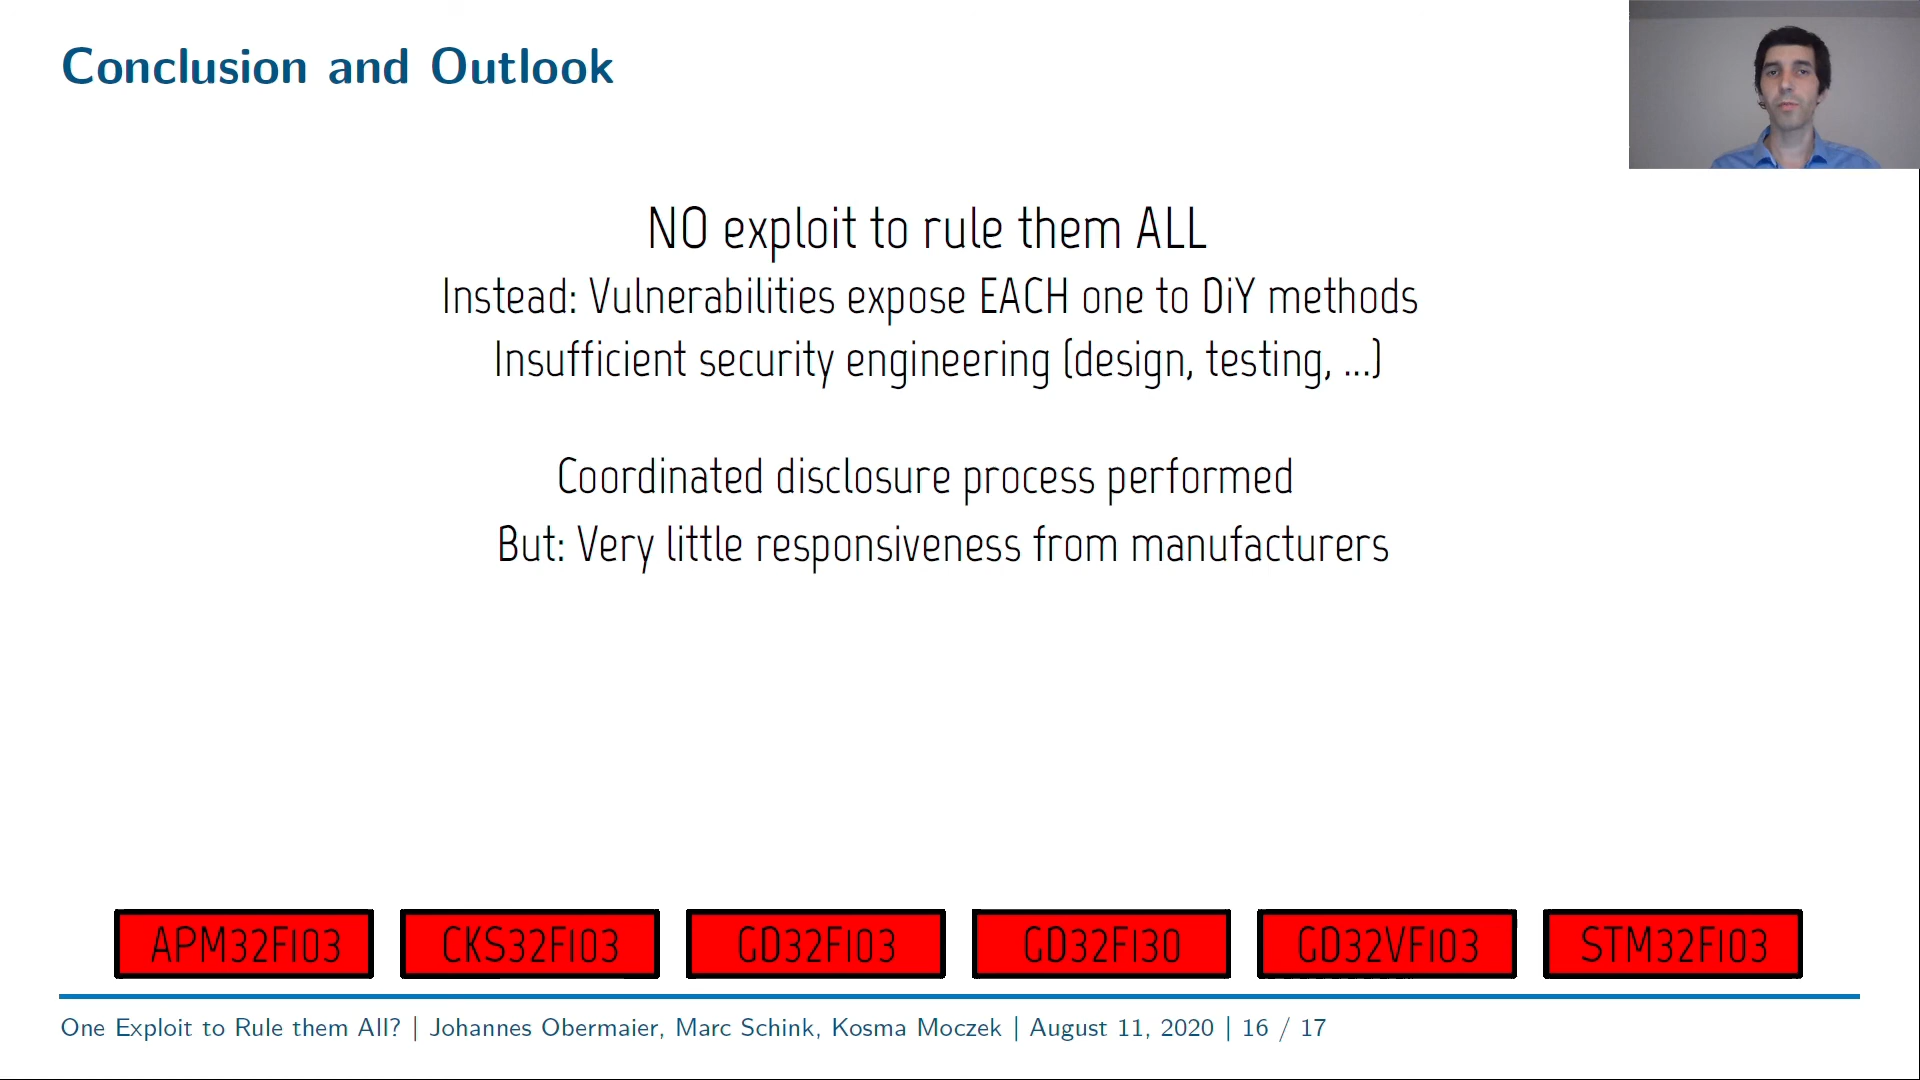 Conclusion and Outlook
NO exploit to rule them ALL
Instead: Vulnerabilities expose EACH one to DiY methods
Insufficient security engineering (design, testing, ...)
Coordinated disclosure process performed
But: Very little responsiveness from manufacturers
APM32F103 CKS32F103 GD32F103 GD32F130 GD32VF103 STM32F103
One Exploit to Rule them All? | Johannes Obermaier, Marc Schink, Kosma Moczek | August 11, 2020 | 16 / 17